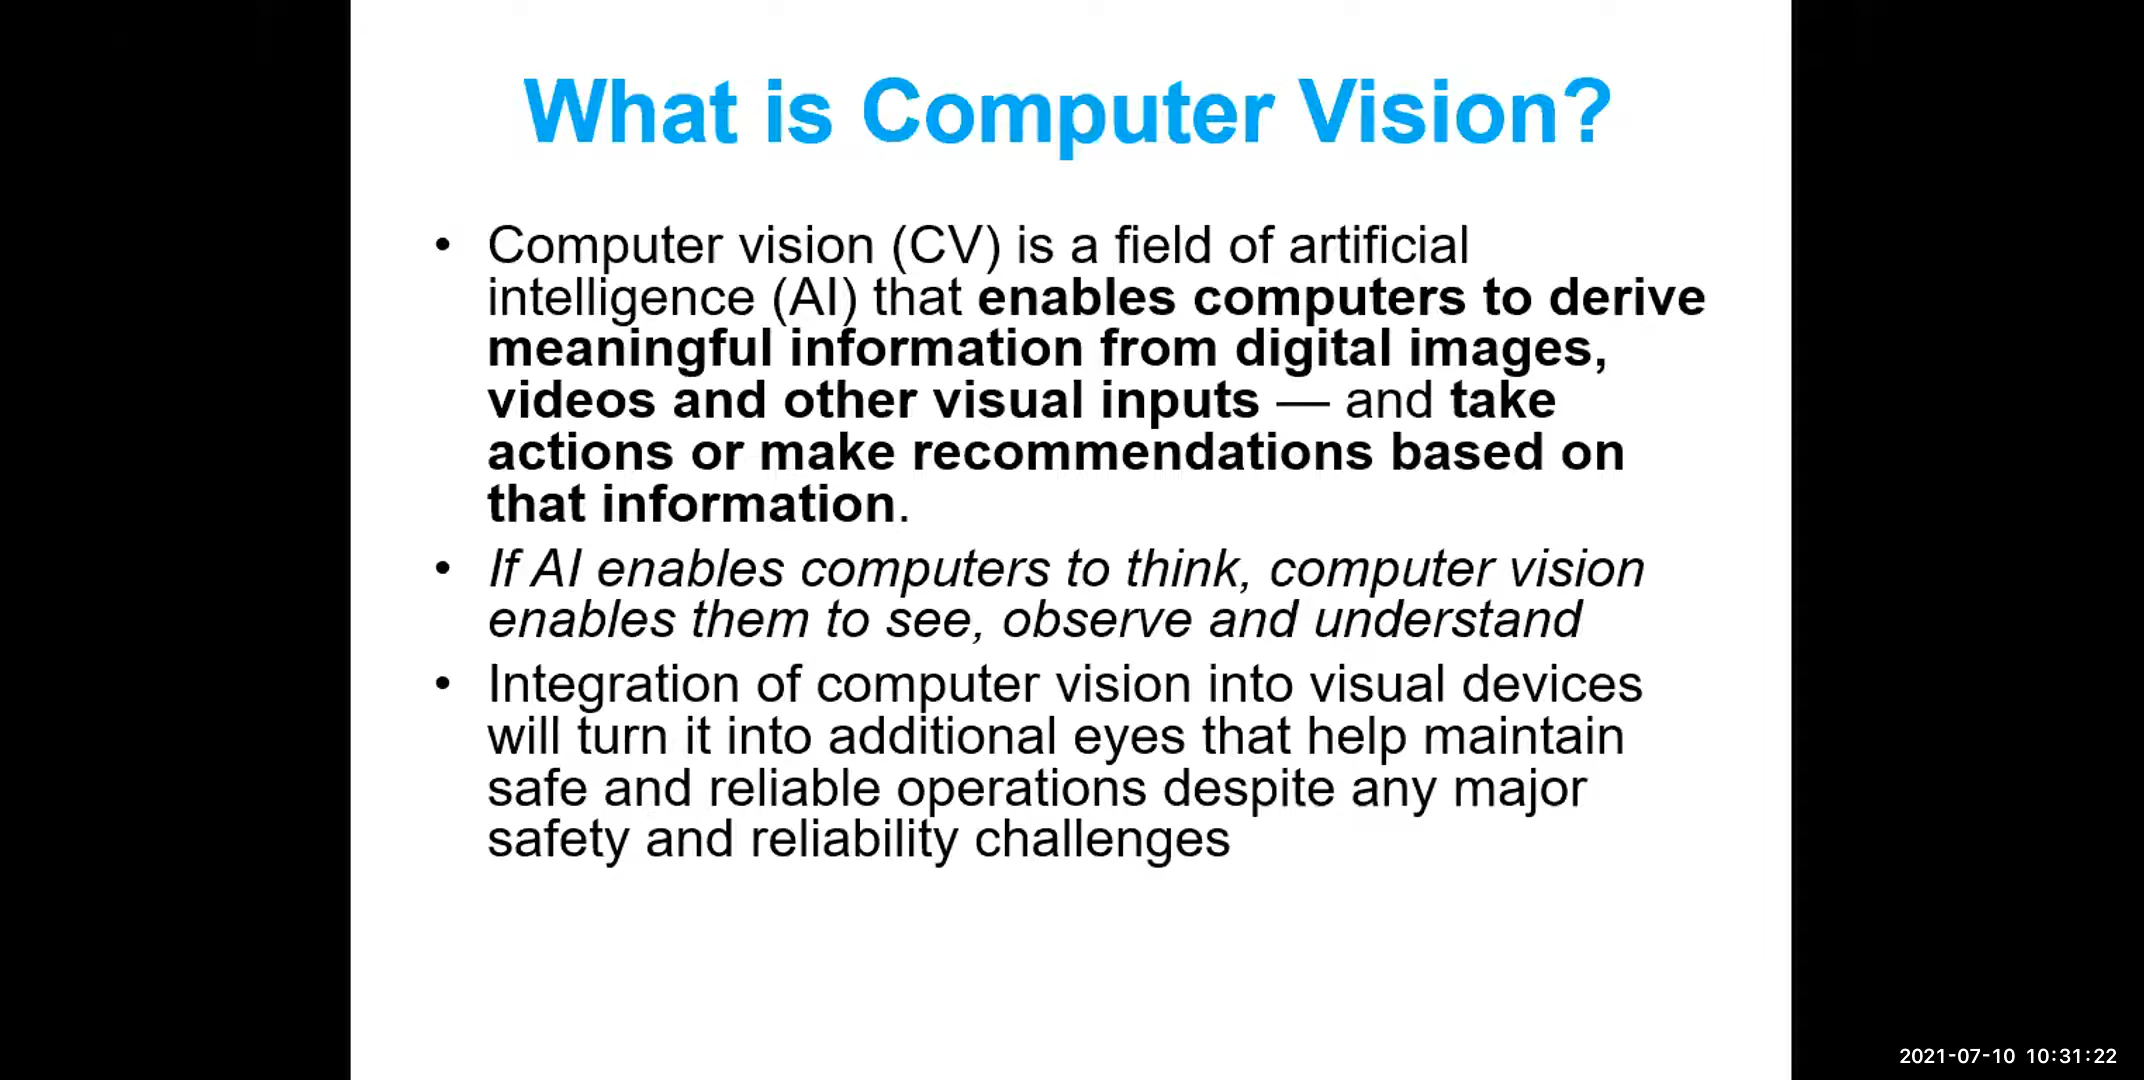 What is Computer Vision?
• Computer vision (CV) is a field of artificial
intelligence (AI) that enables computers to derive
meaningful information from digital images,
videos and other visual inputs — and take
actions or make recommendations based on
that information.
• If AI enables computers to think, computer vision
enables them to see, observe and understand
• Integration of computer vision into visual devices
will turn it into additional eyes that help maintain
safe and reliable operations despite any major
safety and reliability challenges
2021-07-10 10:31:22